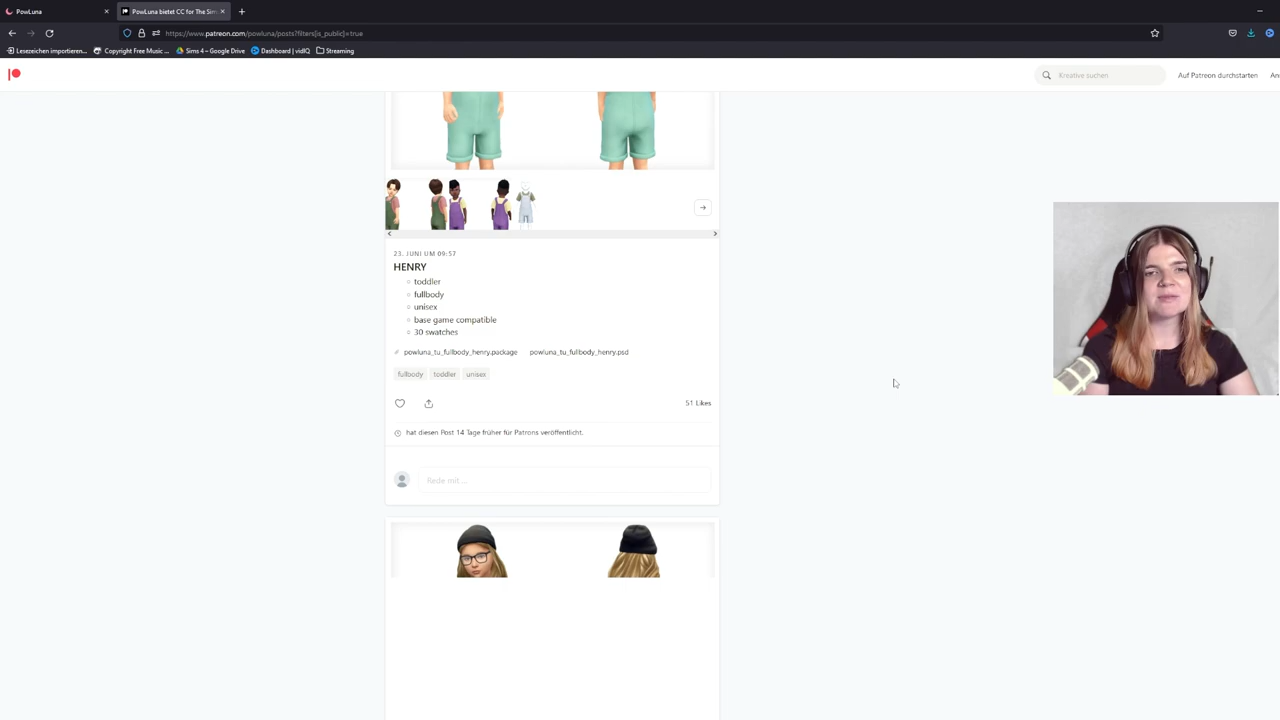 PowLuna
PowLuna bietet CC for The Sim
https://www.patreon.com/powluna/posts?filters[is_public]=true
Lesezeichen importieren...
Copyright Free Music ...
Sims 4 – Google Drive
Dashboard | vidIQ
Streaming
Kreative suchen
Auf Patreon durchstarten
An
23. JUNI UM 09:57
HENRY
toddler
fullbody
unisex
base game compatible
30 swatches
powluna_tu_fullbody_henry.package
powluna_tu_fullbody_henry.psd
fullbody
toddler
unisex
51 Likes
hat diesen Post 14 Tage früher für Patrons veröffentlicht.
Rede mit...